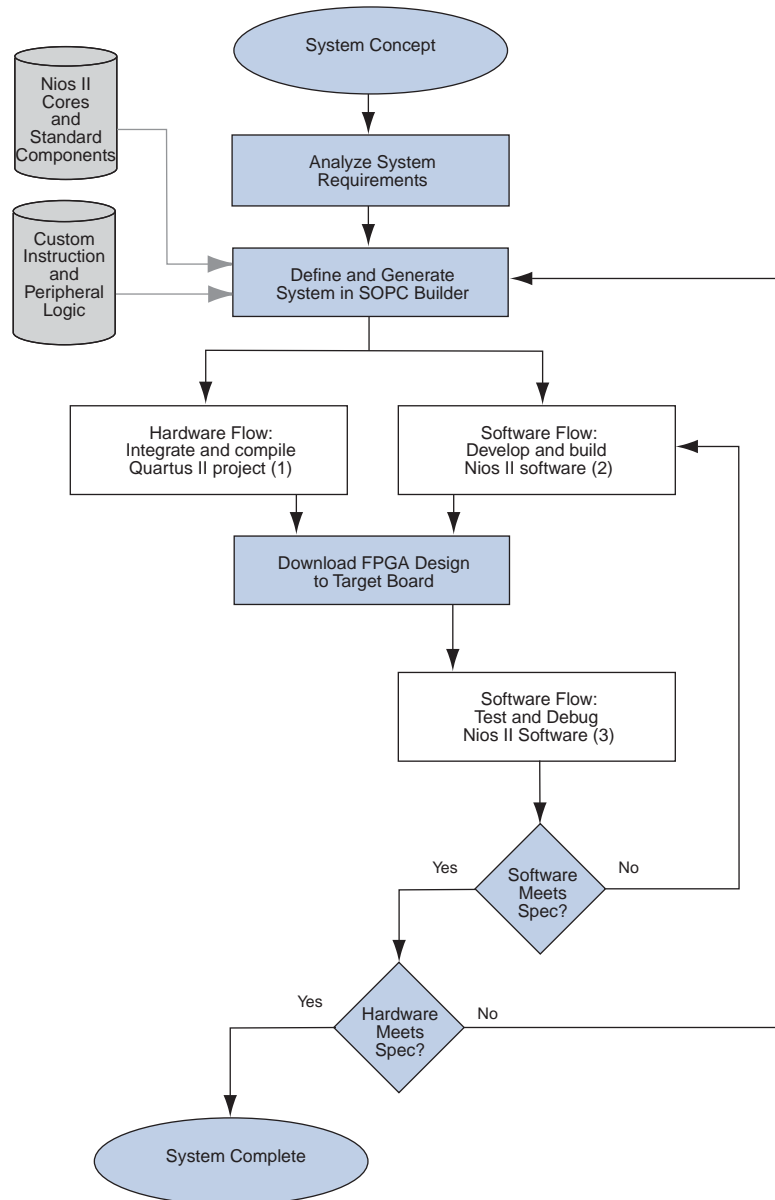 System Concept
Nios II
Cores
and
Standard
Components
Analyze System
Requirements
Custom
Instruction
and
Peripheral
Logic
Define and Generate
System in SOPC Builder
Hardware Flow:
Integrate and compile
Quartus II project (1)
Software Flow:
Develop and build
Nios II software (2)
Download FPGA Design
to Target Board
Software Flow:
Test and Debug
Nios II Software (3)
Yes
Software
Meets
Spec?
No
Yes
Hardware
Meets
Spec?
No
System Complete